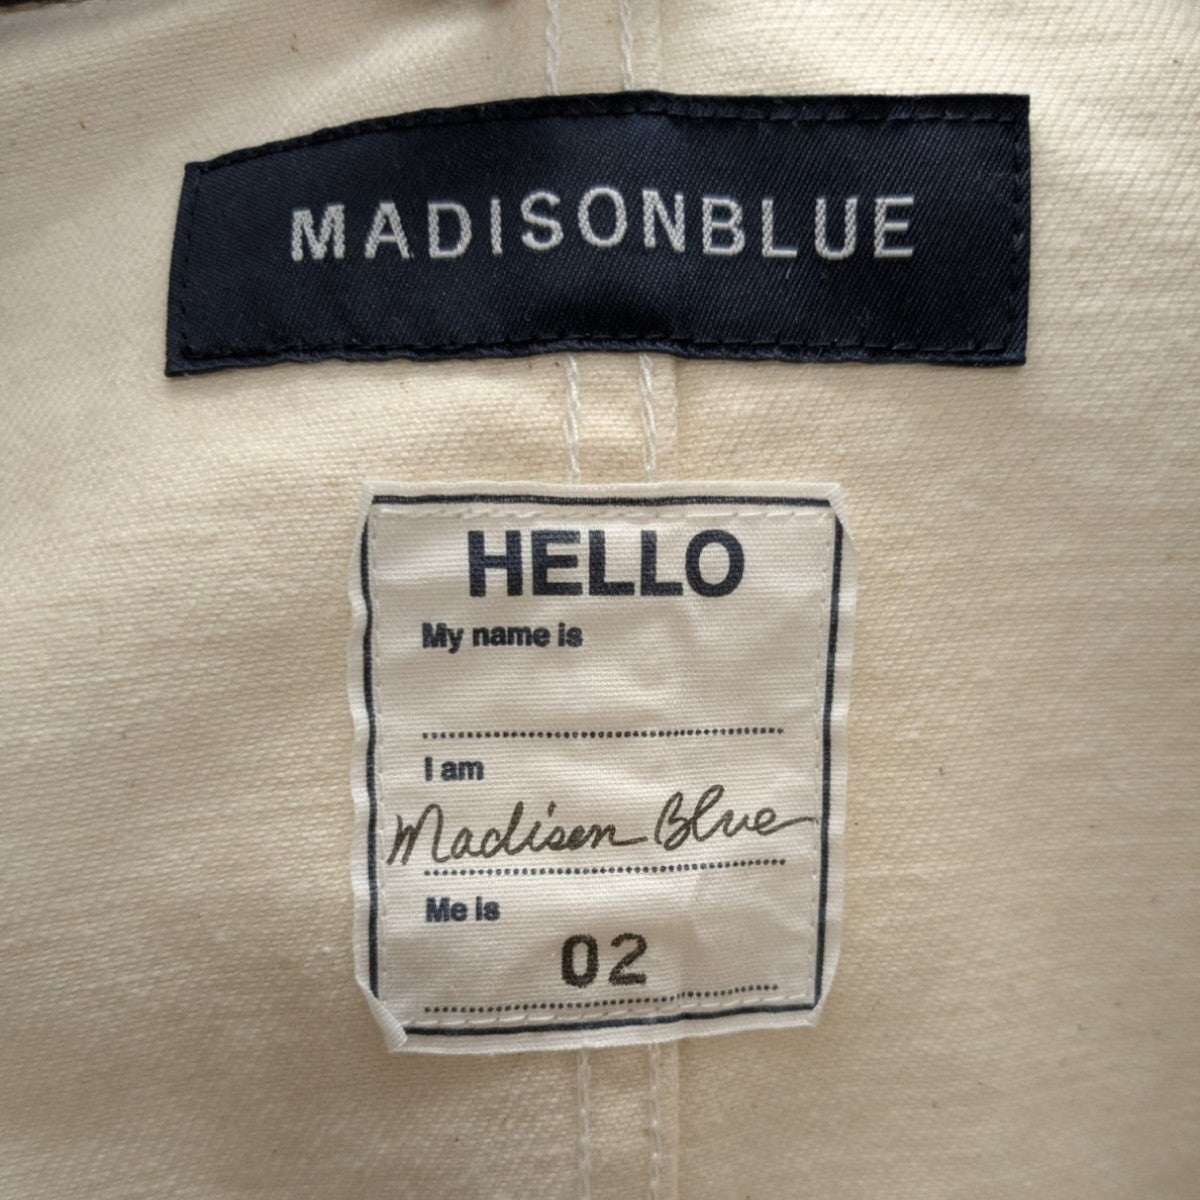 MADISONBLUE
HELLO
My name is
I am
Madison Blue
Me is
02